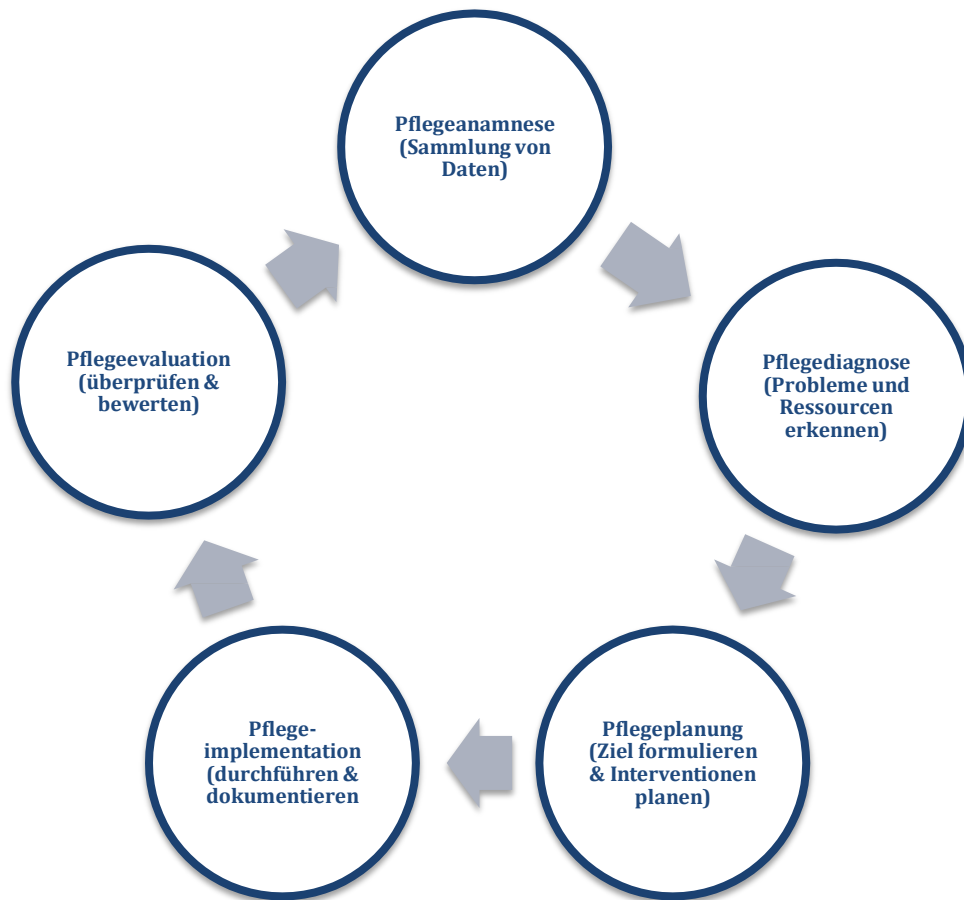 Pflegeanamnese
(Sammlung von
Daten)
Pflegediagnose
(Probleme und
Ressourcen
erkennen)
Pflegeplanung
(Ziel formulieren
& Interventionen
planen)
Pflege-
implementation
(durchführen &
dokumentieren
Pflegeevaluation
(überprüfen &
bewerten)